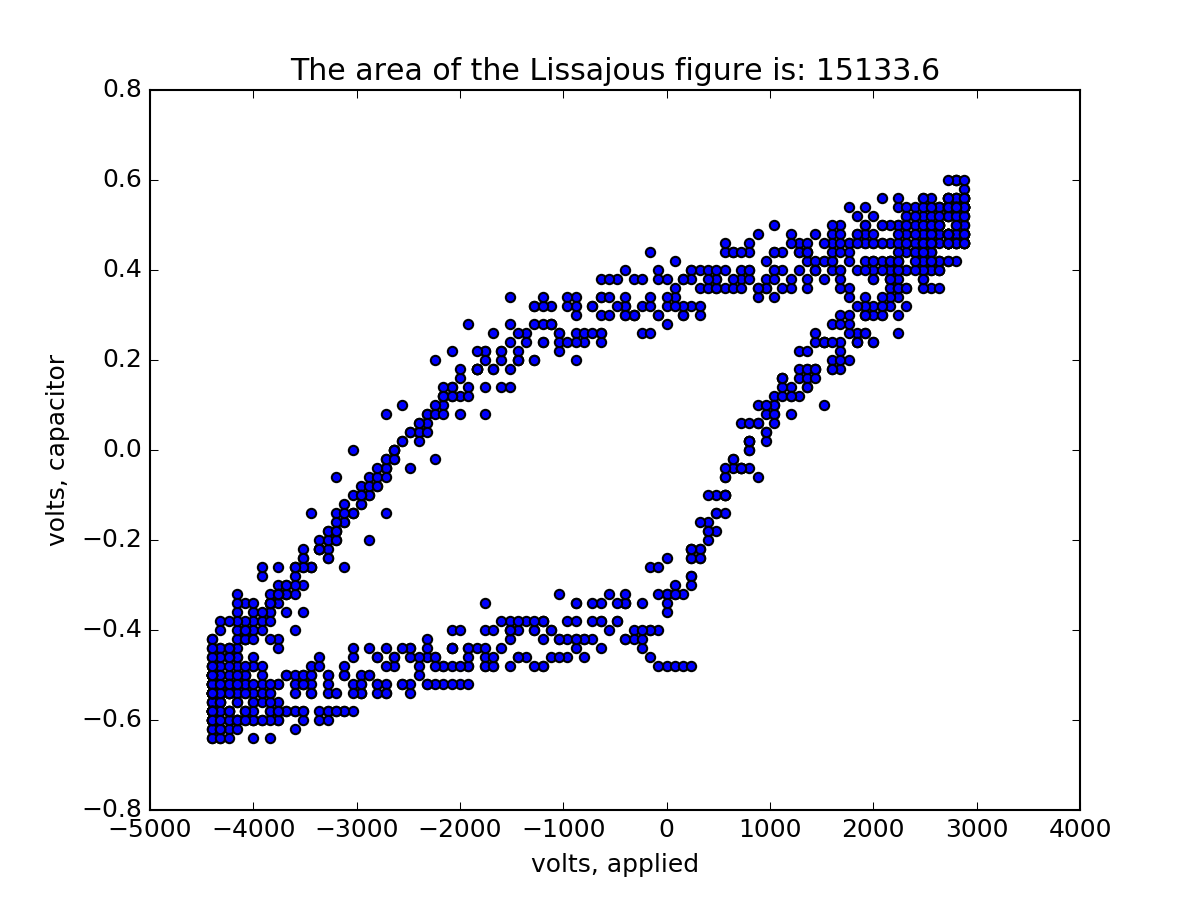 The area of the Lissajous figure is: 15133.6
0.8
0.6
0.4
0.2
0.0
−0.2
−0.4
−0.6
−0.8
volts, capacitor
−5000 −4000 −3000 −2000 −1000 0 1000 2000 3000 4000
volts, applied